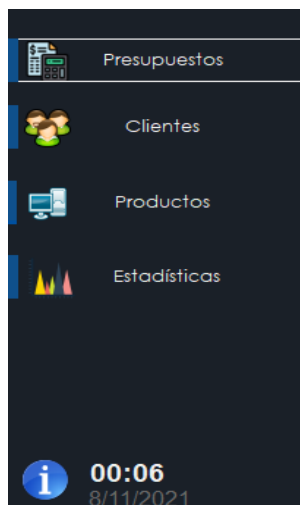 Presupuestos
Clientes
Productos
Estadísticas
00:06
8/11/2021